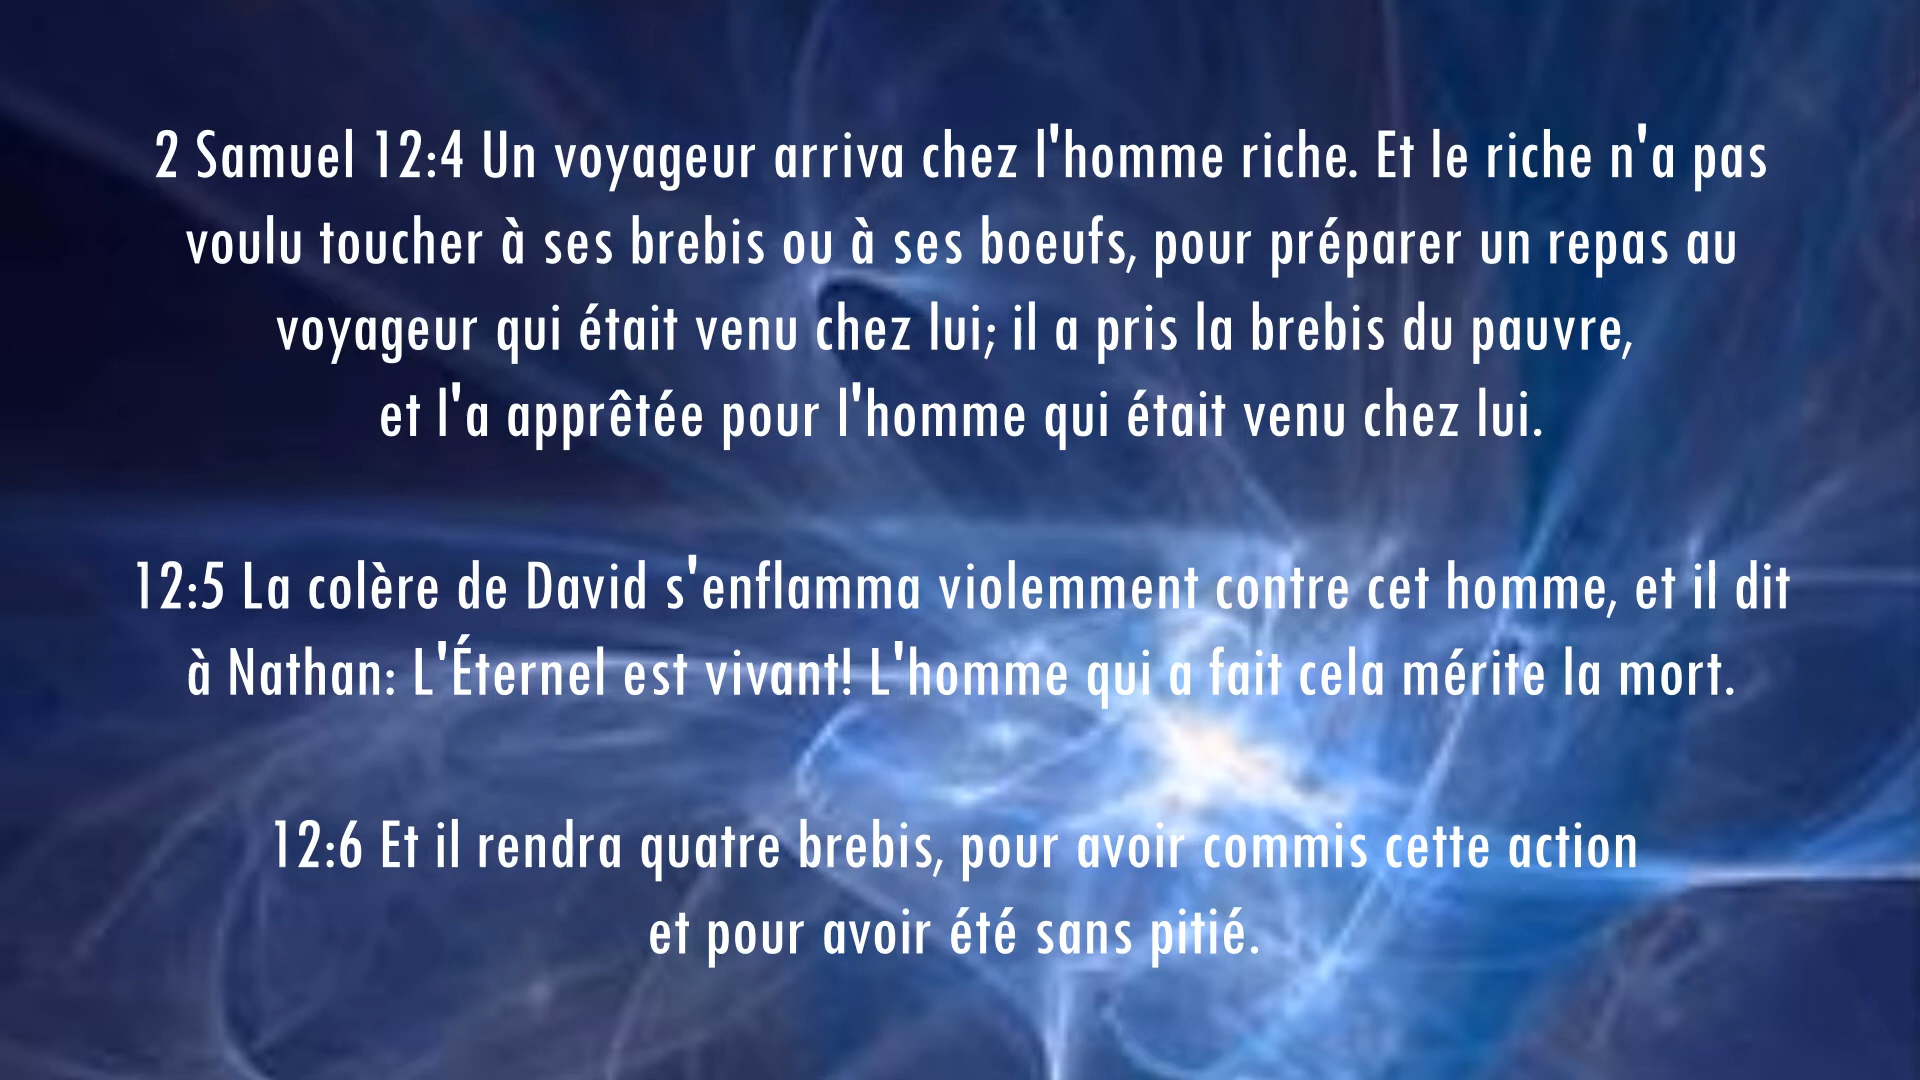 2 Samuel 12:4 Un voyageur arriva chez l'homme riche. Et le riche n'a pas
voulu toucher à ses brebis ou à ses boeufs, pour préparer un repas au
voyageur qui était venu chez lui; il a pris la brebis du pauvre,
et l'a apprêtée pour l'homme qui était venu chez lui.
12:5 La colère de David s'enflamma violemment contre cet homme, et il dit
à Nathan: L'Éternel est vivant! L'homme qui a fait cela mérite la mort.
12:6 Et il rendra quatre brebis, pour avoir commis cette action
et pour avoir été sans pitié.